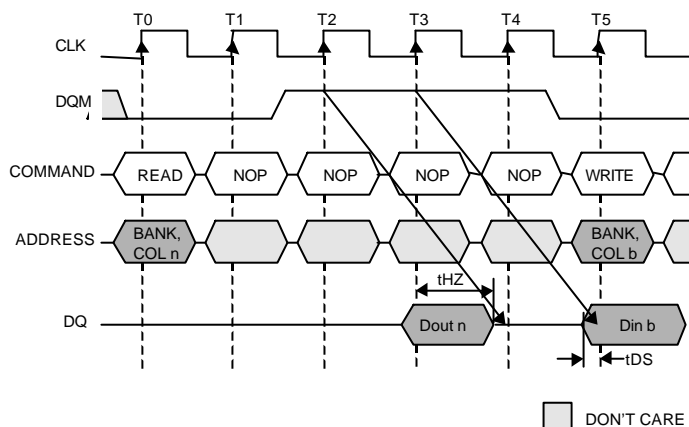 T0 T1 T2 T3 T4 T5
CLK
DQM
COMMAND READ NOP NOP NOP NOP WRITE
ADDRESS BANK, COL n BANK, COL b
tHZ
DQ Dout n Din b
tDS
DON'T CARE